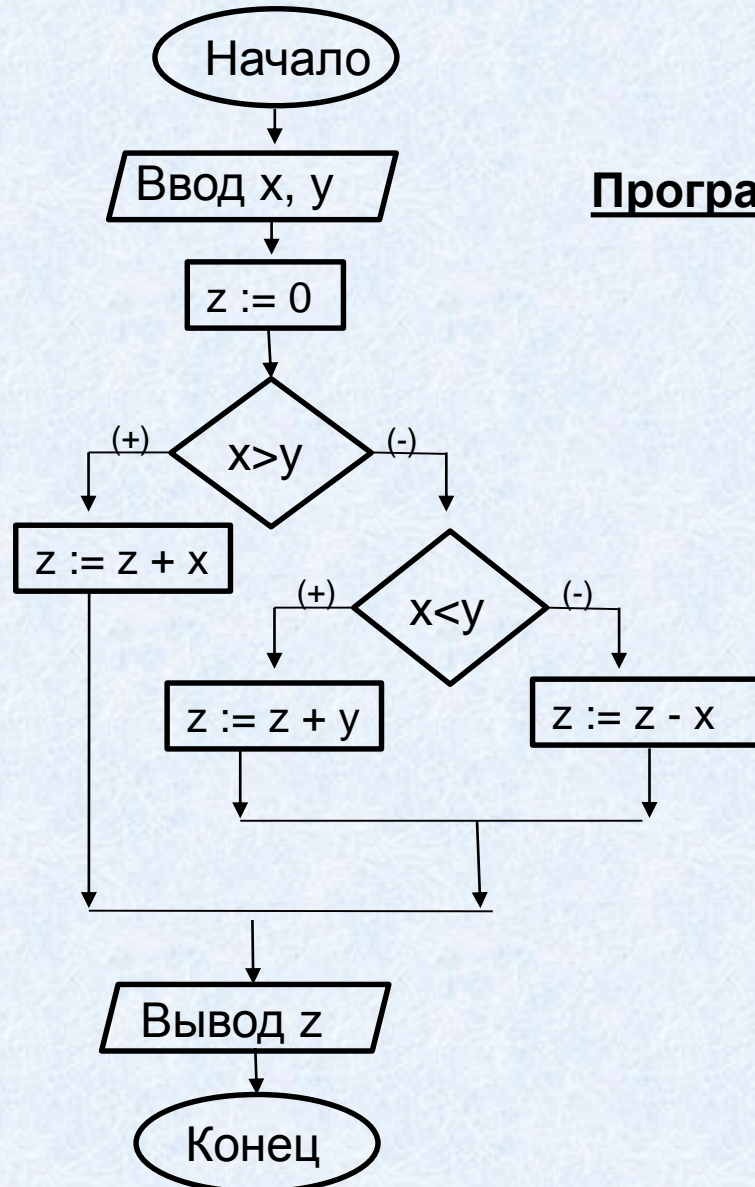 Начало
Ввод x, y
Програ
z := 0
(+)
x>y
(-)
z := z + x
(+)
x<y
(-)
z := z + y
z := z - x
Вывод z
Конец